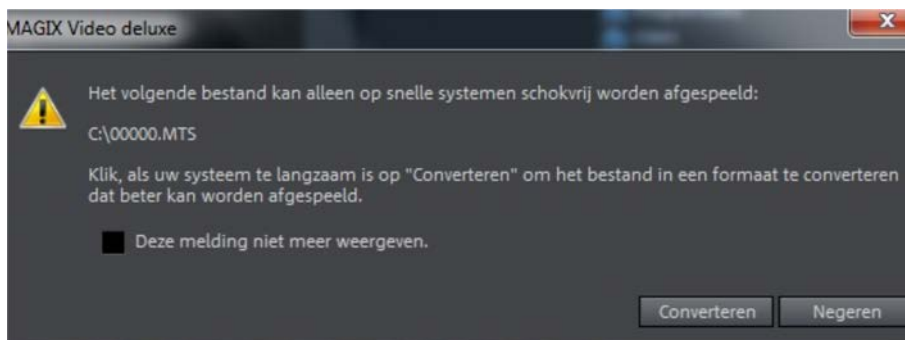 MAGIX Video deluxe
Het volgende bestand kan alleen op snelle systemen schokvrij worden afgespeeld:
C:\00000.MTS
Klik, als uw systeem te langzaam is op "Converteren" om het bestand in een formaat te converteren
dat beter kan worden afgespeeld.
Deze melding niet meer weergeven.
Converteren Negeren